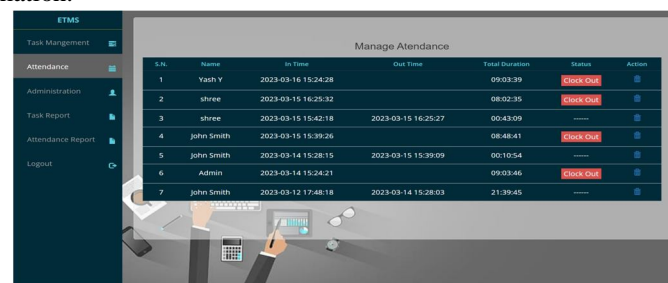 ETMS
Task Mangement
Attendance
Administration
Task Report
Attendance Report
Logout
Manage Atendance
S.N. Name In Time Out Time Total Duration Status Action
1 Yash Y 2023-03-16 15:24:28 09:03:39 Clock Out
2 shree 2023-03-15 16:25:32 08:02:35 Clock Out
3 shree 2023-03-15 15:42:18 2023-03-15 16:25:27 00:43:09 ------
4 John Smith 2023-03-15 15:39:26 08:48:41 Clock Out
5 John Smith 2023-03-14 15:28:15 2023-03-15 15:39:09 00:10:54 ------
6 Admin 2023-03-14 15:24:21 09:03:46 Clock Out
7 John Smith 2023-03-12 17:48:18 2023-03-14 15:28:03 21:39:45 ------